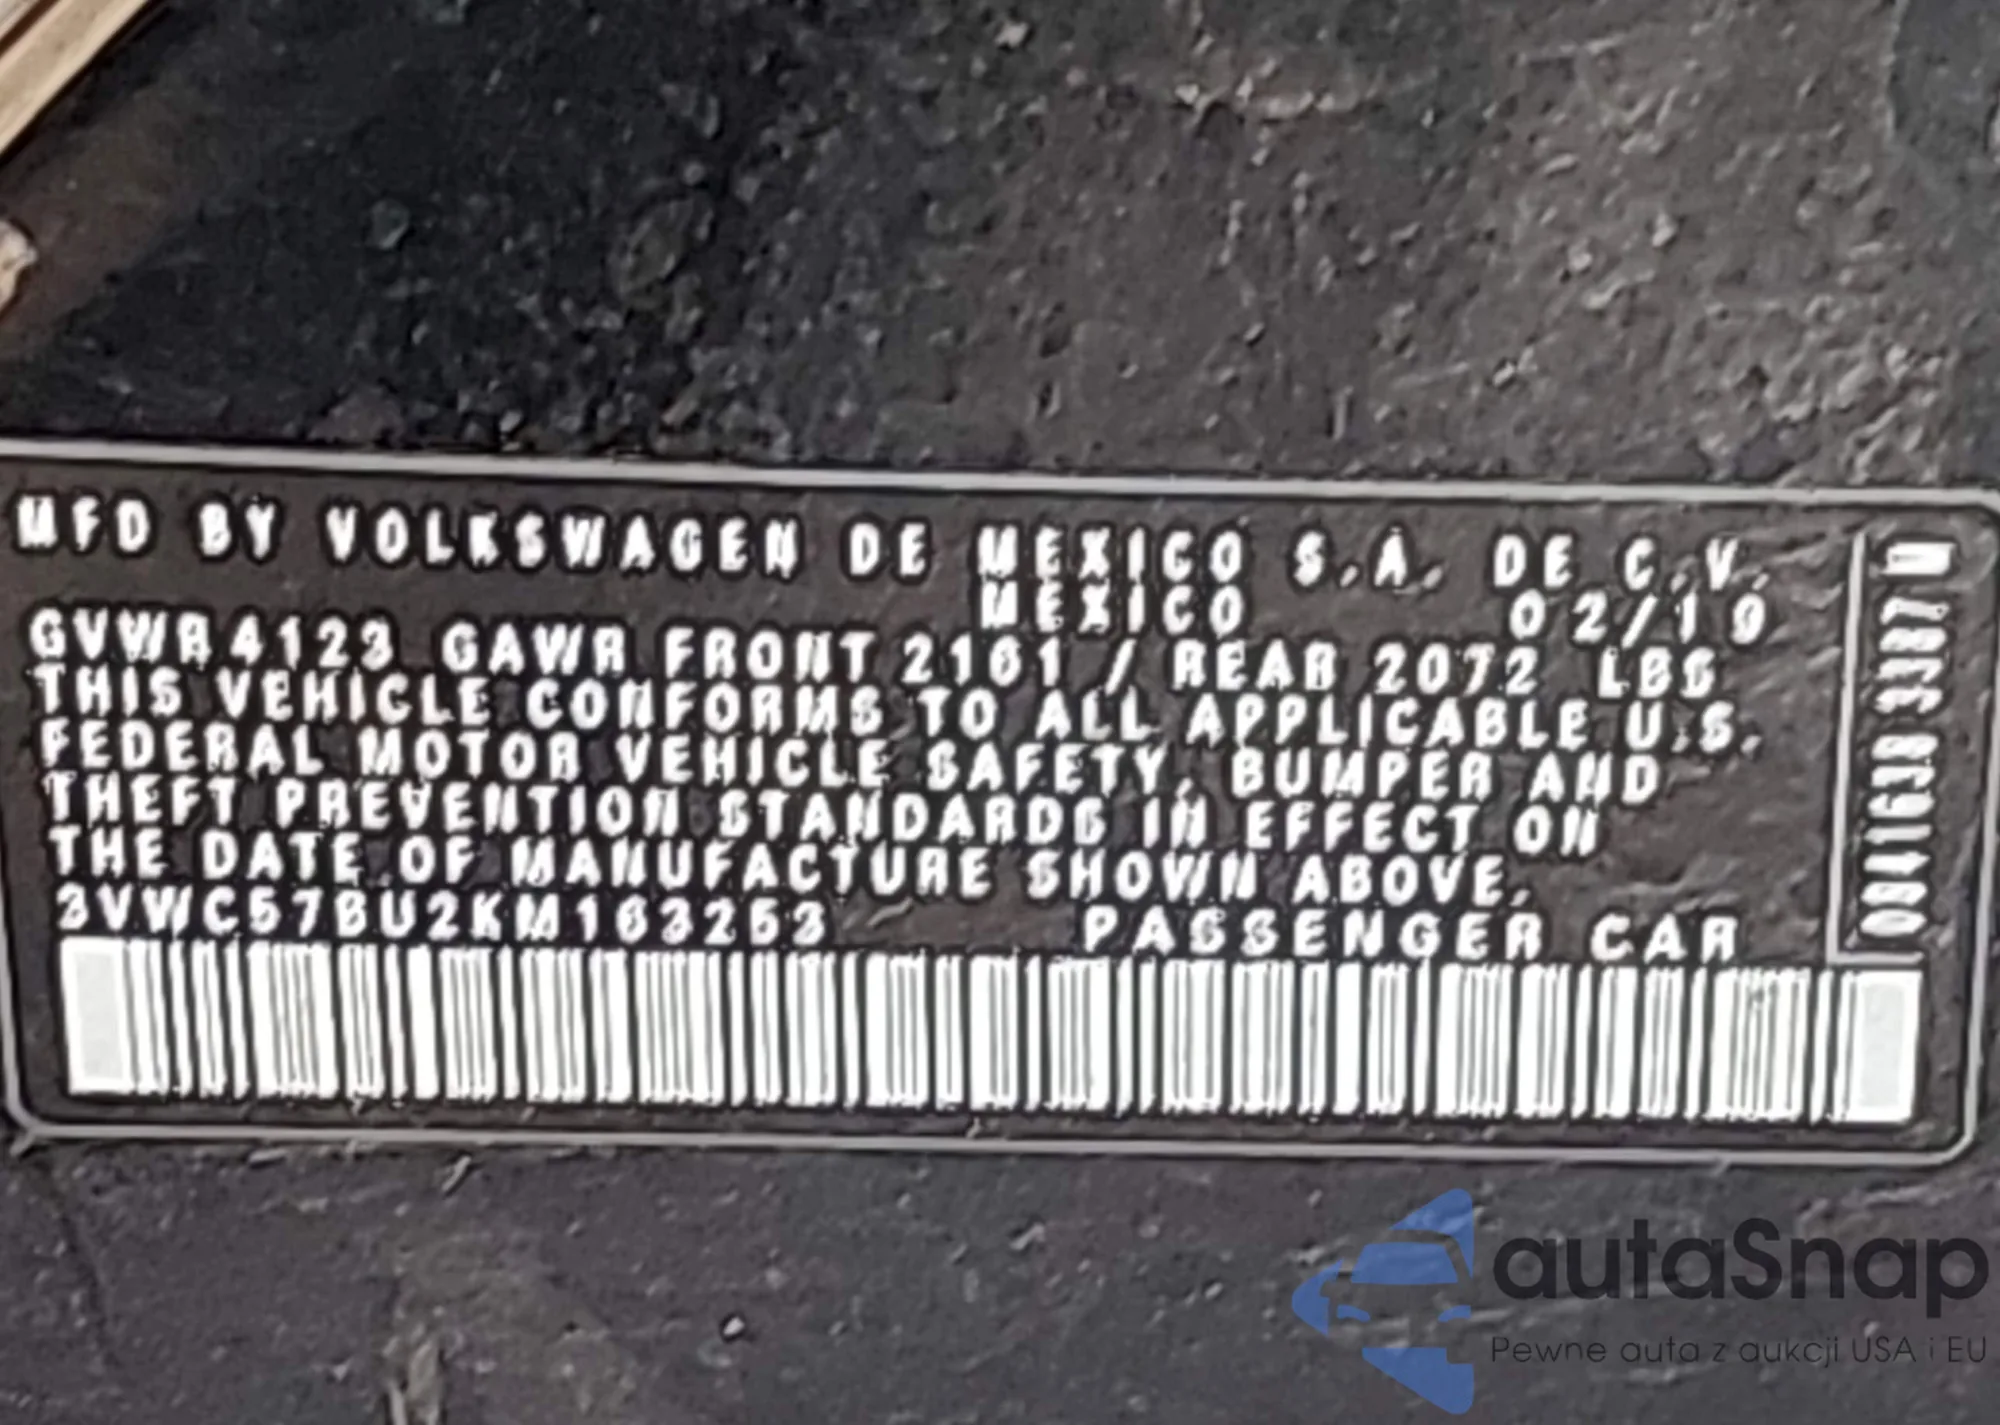 MFD BY VOLKSWAGEN DE MEXICO S.A. DE C.V.
MEXICO 02/19
GVWR 4123 GAWR FRONT 2161 / REAR 2072 LBS
THIS VEHICLE CONFORMS TO ALL APPLICABLE U.S.
FEDERAL MOTOR VEHICLE SAFETY, BUMPER AND
THEFT PREVENTION STANDARDS IN EFFECT ON
THE DATE OF MANUFACTURE SHOWN ABOVE.
3VWC57BU2KM163253 PASSENGER CAR
autaSnap
Pewne auta z aukcji USA i EU